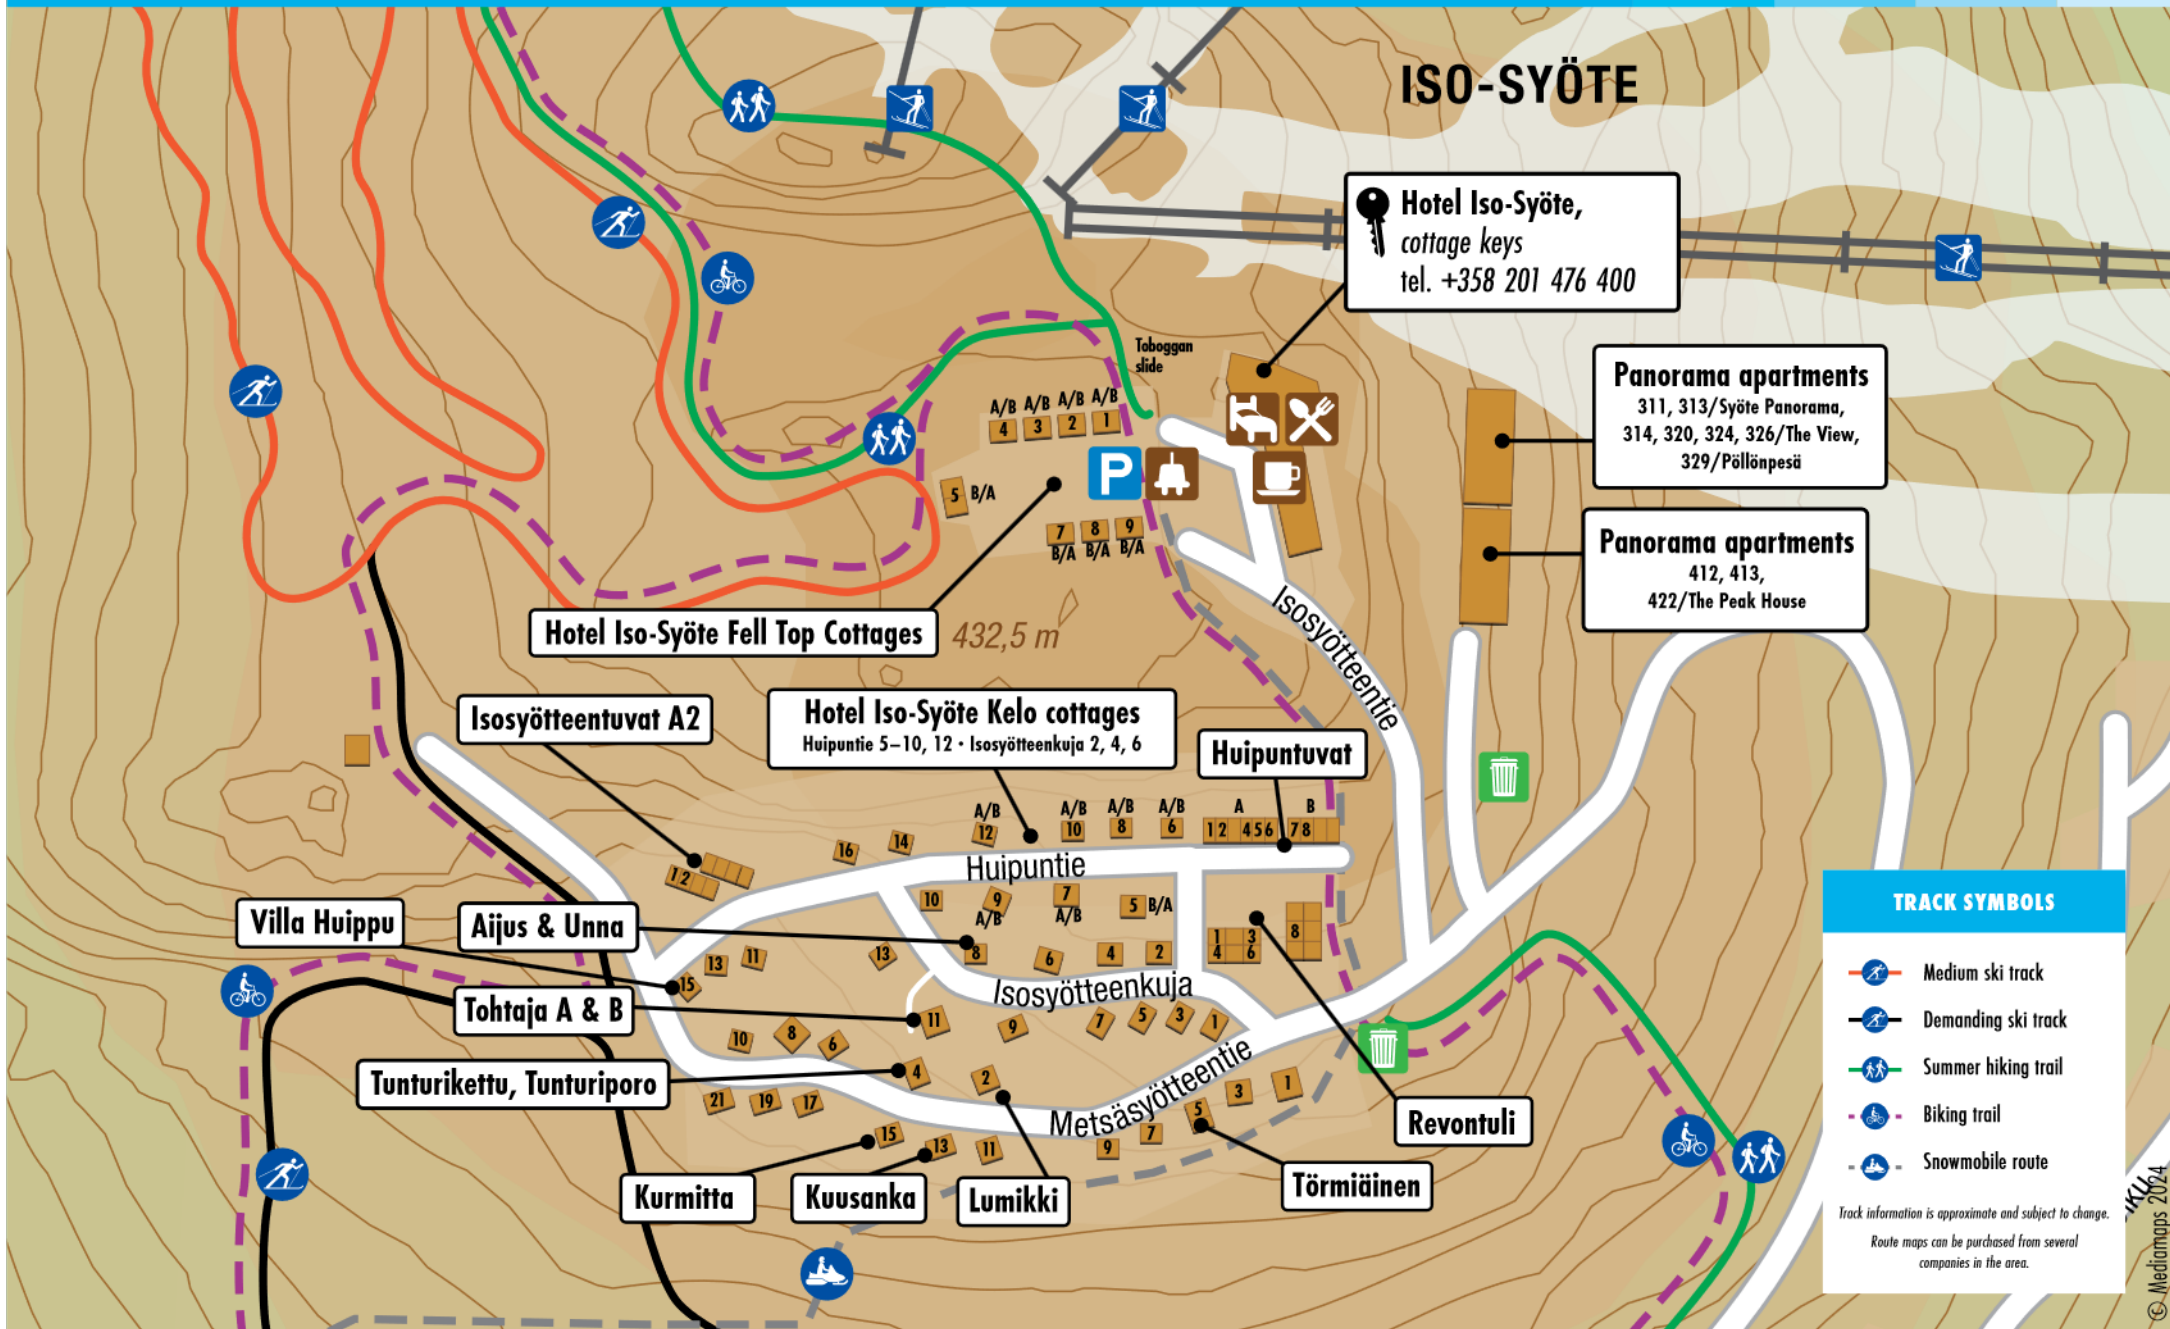 ISO-SYÖTE
Hotel Iso-Syöte,
cottage keys
tel. +358 201 476 400
Toboggan
slide
Panorama apartments
311, 313/Syöte Panorama,
314, 320, 324, 326/The View,
329/Pöllönpesä
A/B A/B A/B A/B
4 3 2 1
P
5 B/A
7 8 9
B/A B/A B/A
Panorama apartments
412, 413,
422/The Peak House
Isosyötteentie
Hotel Iso-Syöte Fell Top Cottages
432,5 m
Isosyötteentuvat A2
Hotel Iso-Syöte Kelo cottages
Huipuntie 5–10, 12 · Isosyötteenkuja 2, 4, 6
Huipuntuvat
A/B A/B A/B A/B A B
16 14 12 10 8 6 1 2 4 5 6 7 8
Huipuntie
1 2
10 9 7 5 B/A
A/B A/B
Villa Huippu
Aijus & Unna
1 3
4 6
8
15 13 11 13 8 6 4 2
Isosyötteenkuja
Tohtaja A & B
11 9 7 5 3 1
10 8 6
Tunturikettu, Tunturiporo
4 2
Metsäsyötteentie
21 19 17
5 3 1
15 13 11 9 7
Revontuli
Törmiäinen
Kurmitta
Kuusanka
Lumikki
TRACK SYMBOLS
Medium ski track
Demanding ski track
Summer hiking trail
Biking trail
Snowmobile route
Track information is approximate and subject to change.
Route maps can be purchased from several
companies in the area.
© Mediamaps 2024